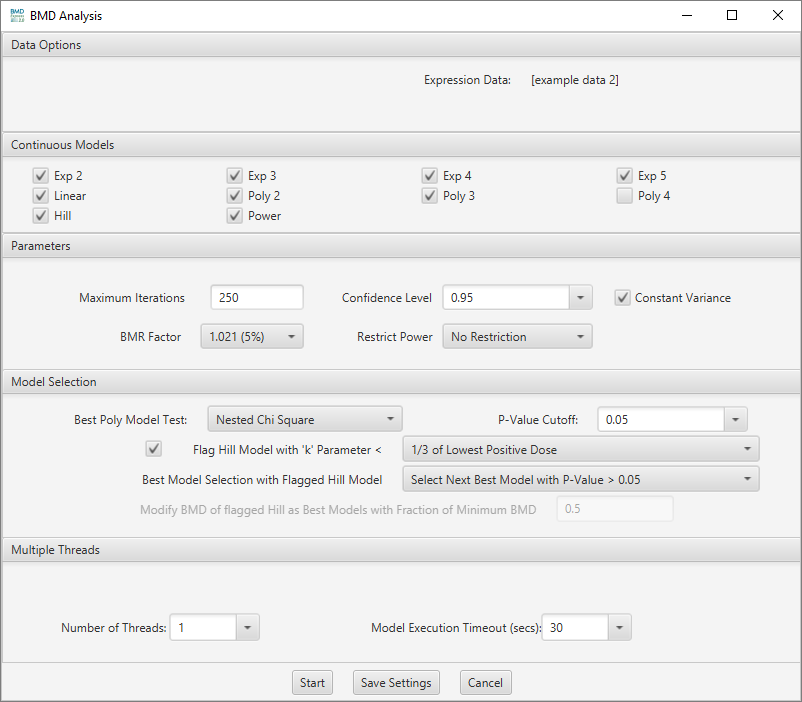 BMD Analysis
Data Options
Expression Data: [example data 2]
Continuous Models
Exp 2 Exp 3 Exp 4 Exp 5
Linear Poly 2 Poly 3 Poly 4
Hill Power
Parameters
Maximum Iterations 250 Confidence Level 0.95 Constant Variance
BMR Factor 1.021 (5%) Restrict Power No Restriction
Model Selection
Best Poly Model Test: Nested Chi Square P-Value Cutoff: 0.05
Flag Hill Model with 'k' Parameter < 1/3 of Lowest Positive Dose
Best Model Selection with Flagged Hill Model Select Next Best Model with P-Value > 0.05
Modify BMD of flagged Hill as Best Models with Fraction of Minimum BMD 0.5
Multiple Threads
Number of Threads: 1 Model Execution Timeout (secs): 30
Start Save Settings Cancel